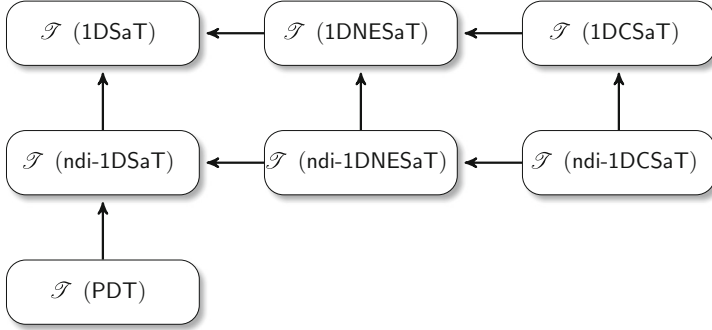 𝒯 (1DSaT) 𝒯 (1DNESaT) 𝒯 (1DCSaT)
𝒯 (ndi-1DSaT) 𝒯 (ndi-1DNESaT) 𝒯 (ndi-1DCSaT)
𝒯 (PDT)